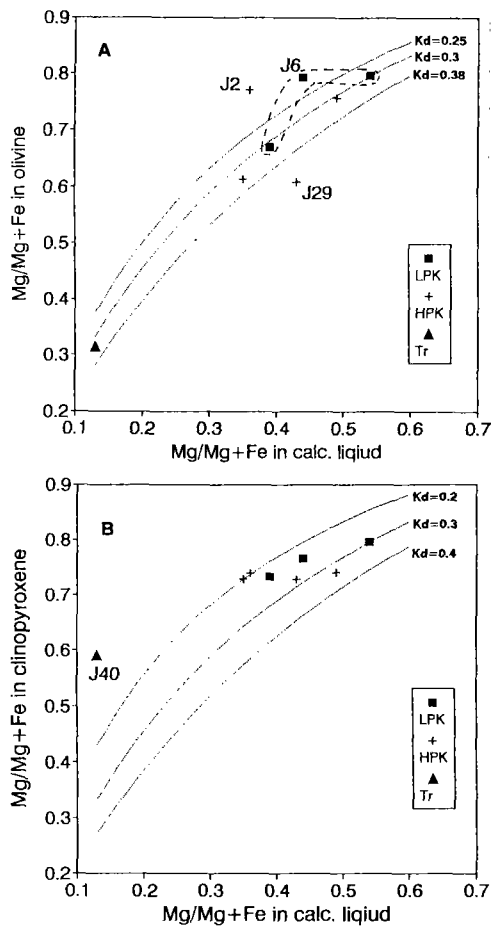 A
J2
J6
J29
Kd=0.25
Kd=0.3
Kd=0.38
0.9
0.8
0.7
0.6
0.5
0.4
0.3
0.2
Mg/Mg+Fe in olivine
LPK
HPK
Tr
0.1 0.2 0.3 0.4 0.5 0.6 0.7
Mg/Mg+Fe in calc. liqiud
B
J40
Kd=0.2
Kd=0.3
Kd=0.4
0.9
0.8
0.7
0.6
0.5
0.4
0.3
0.2
Mg/Mg+Fe in clinopyroxene
LPK
HPK
Tr
0.1 0.2 0.3 0.4 0.5 0.6 0.7
Mg/Mg+Fe in calc. liqiud